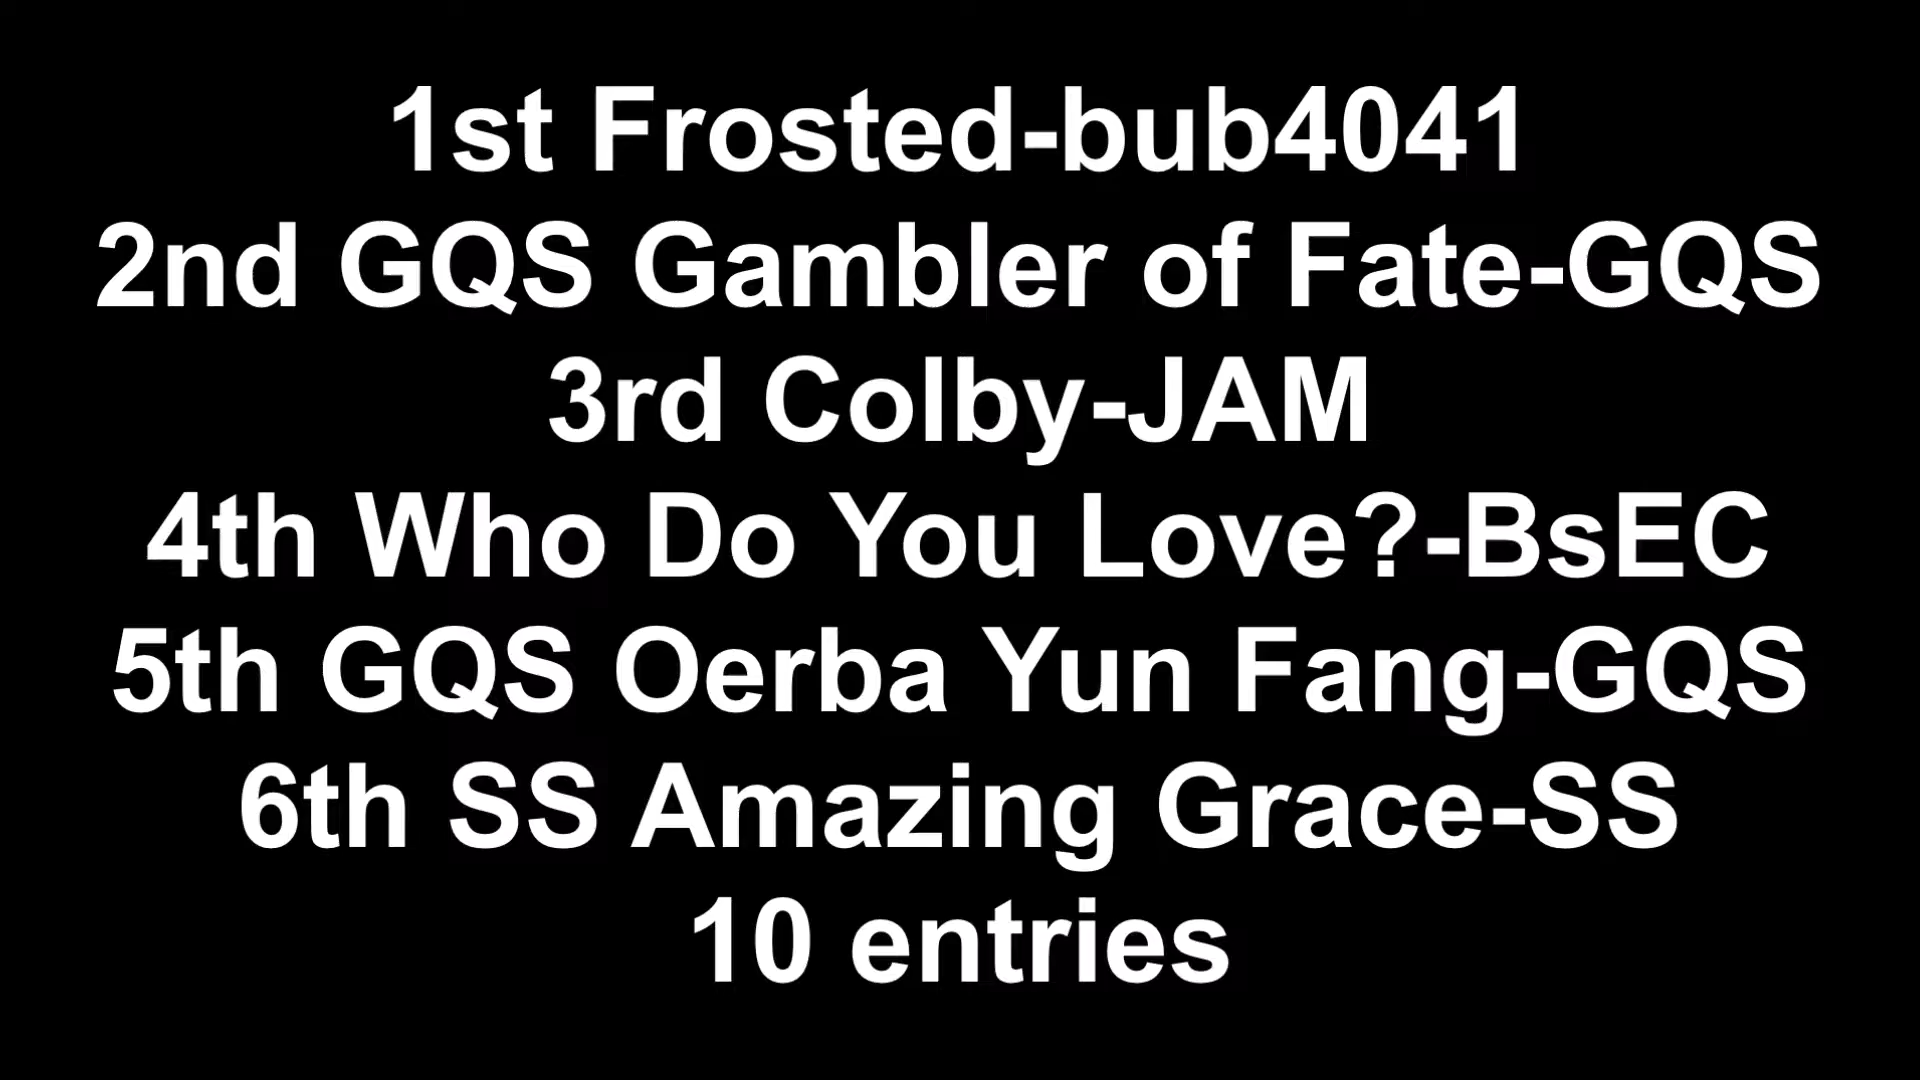 1st Frosted-bub4041
2nd GQS Gambler of Fate-GQS
3rd Colby-JAM
4th Who Do You Love?-BsEC
5th GQS Oerba Yun Fang-GQS
6th SS Amazing Grace-SS
10 entries